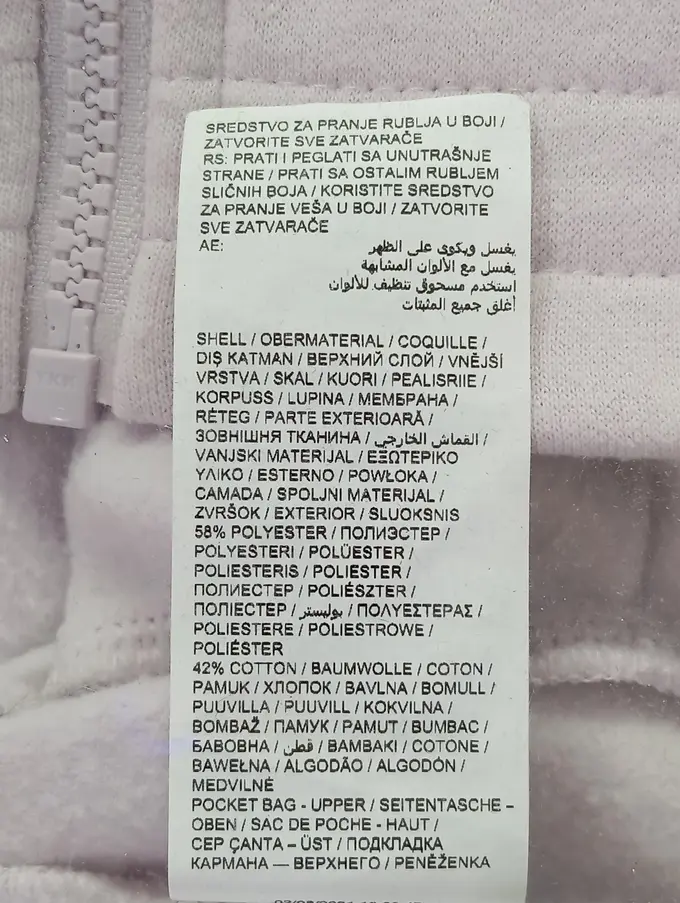 SREDSTVO ZA PRANJE RUBLJA U BOJI /
ZATVORITE SVE ZATVARAČE
RS: PRATI I PEGLATI SA UNUTRAŠNJE
STRANE / PRATI SA OSTALIM RUBLJEM
SLIČNIH BOJA / KORISTITE SREDSTVO
ZA PRANJE VEŠA U BOJI / ZATVORITE
SVE ZATVARAČE
AE: يغسل ويكوى على الظهر
يغسل مع الألوان المشابهة
استخدم مسحوق تنظيف للألوان
أغلق جميع المثبتات
SHELL / OBERMATERIAL / COQUILLE /
DIŞ KATMAN / ВЕРХНИЙ СЛОЙ / VNĚJŠÍ
VRSTVA / SKAL / KUORI / PEALISRIIE /
KORPUSS / LUPINA / МЕМБРАНА /
RÉTEG / PARTE EXTERIOARĂ /
ЗОВНІШНЯ ТКАНИНА / القماش الخارجي /
VANJSKI MATERIJAL / ΕΞΩΤΕΡΙΚΟ
ΥΛΙΚΟ / ESTERNO / POWŁOKA /
CAMADA / SPOLJNI MATERIJAL /
ZVRŠOK / EXTERIOR / SLUOKSNIS
58% POLYESTER / ПОЛИЭСТЕР /
POLYESTERI / POLÜESTER /
POLIESTERIS / POLIESTER /
ПОЛИЕСТЕР / POLIÉSZTER /
ПОЛІЕСТЕР / بوليستر / ΠΟΛΥΕΣΤΕΡΑΣ /
POLIESTERE / POLIESTROWE /
POLIÉSTER
42% COTTON / BAUMWOLLE / COTON /
PAMUK / ХЛОПОК / BAVLNA / BOMULL /
PUUVILLA / PUUVILL / KOKVILNA /
BOMBAŽ / ПАМУК / PAMUT / BUMBAC /
БАВОВНА / قطن / ΒΑΜΒΑΚΙ / COTONE /
BAWEŁNA / ALGODÃO / ALGODÓN /
MEDVILNĖ
POCKET BAG - UPPER / SEITENTASCHE –
OBEN / SAC DE POCHE - HAUT /
CEP ÇANTA – ÜST / ПОДКЛАДКА
КАРМАНА — ВЕРХНЕГО / PENĚŽENKA